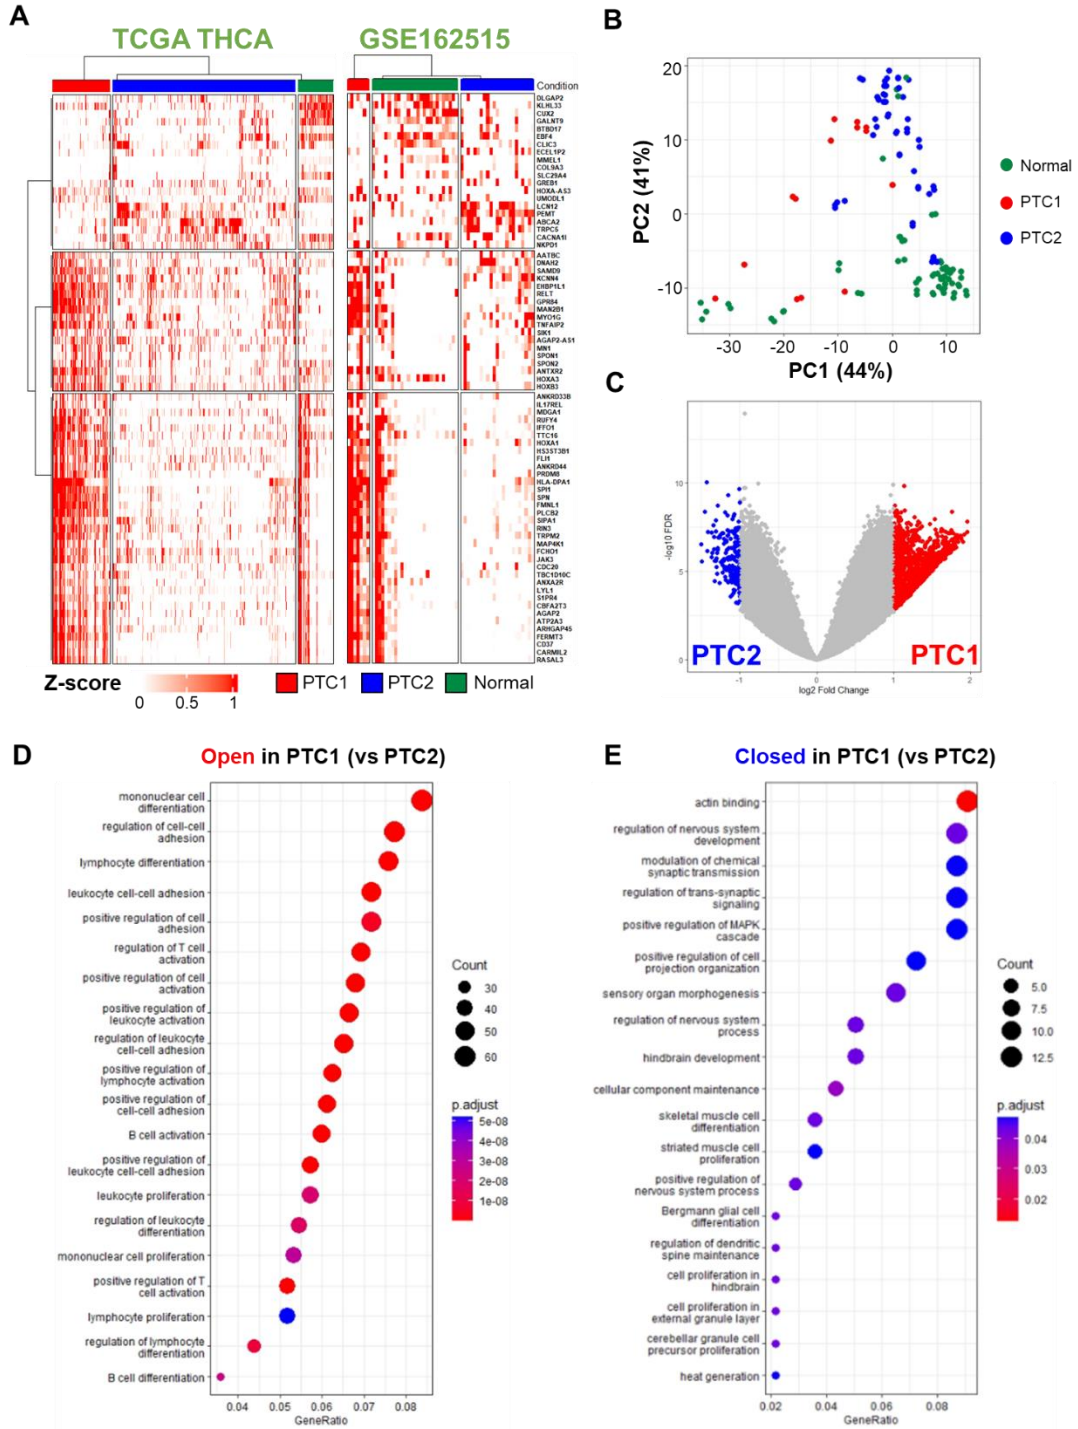 A
TCGA THCA
GSE162515
Condition
DLGAP2
KLHL33
CUX2
GALNT9
BTBD17
EBF4
CLIC3
ECEL1P2
MMEL1
COL9A3
SLC29A4
GREB1
HOXA-AS3
UMODL1
LCN12
PEMT
ABCA2
TRPC5
CACNA1I
NKPD1
AATBC
DNAH2
SAMD9
KCNN4
EHBP1L1
RELT
GPR84
MAN2B1
MYO1G
TNFAIP2
SIK1
AGAP2-AS1
MN1
SPON1
SPON2
ANTXR2
HOXA3
HOXB3
ANKRD33B
IL17REL
MDGA1
RUFY4
IFFO1
TTC16
HOXA1
HS3ST3B1
FLI1
ANKRD44
PRDM8
HLA-DPA1
SPI1
SPN
FMNL1
PLCB2
SIPA1
RIN3
TRPM2
MAP4K1
FCHO1
JAK3
CDC20
TBC1D10C
ANXA2R
LYL1
S1PR4
CBFA2T3
AGAP2
ATP2A3
ARHGAP45
FERMT3
CD37
CARMIL2
RASAL3
Z-score
0 0.5 1
PTC1 PTC2 Normal
B
PC2 (41%)
20
10
0
-10
-30 -20 -10 0 10
PC1 (44%)
Normal
PTC1
PTC2
C
-log10 FDR
10
5
0
PTC2
PTC1
-1 0 1 2
log2 Fold Change
D
Open in PTC1 (vs PTC2)
mononuclear cell
differentiation
regulation of cell-cell
adhesion
lymphocyte differentiation
leukocyte cell-cell adhesion
positive regulation of cell
adhesion
regulation of T cell
activation
positive regulation of cell
activation
positive regulation of
leukocyte activation
regulation of leukocyte
cell-cell adhesion
positive regulation of
lymphocyte activation
positive regulation of
cell-cell adhesion
B cell activation
positive regulation of
leukocyte cell-cell adhesion
leukocyte proliferation
regulation of leukocyte
differentiation
mononuclear cell proliferation
positive regulation of T
cell activation
lymphocyte proliferation
regulation of lymphocyte
differentiation
B cell differentiation
0.04 0.05 0.06 0.07 0.08
GeneRatio
Count
30
40
50
60
p.adjust
5e-08
4e-08
3e-08
2e-08
1e-08
E
Closed in PTC1 (vs PTC2)
actin binding
regulation of nervous system
development
modulation of chemical
synaptic transmission
regulation of trans-synaptic
signaling
positive regulation of MAPK
cascade
positive regulation of cell
projection organization
sensory organ morphogenesis
regulation of nervous system
process
hindbrain development
cellular component maintenance
skeletal muscle cell
differentiation
striated muscle cell
proliferation
positive regulation of
nervous system process
Bergmann glial cell
differentiation
regulation of dendritic
spine maintenance
cell proliferation in
hindbrain
cell proliferation in
external granule layer
cerebellar granule cell
precursor proliferation
heat generation
0.02 0.04 0.06 0.08
GeneRatio
Count
5.0
7.5
10.0
12.5
p.adjust
0.04
0.03
0.02